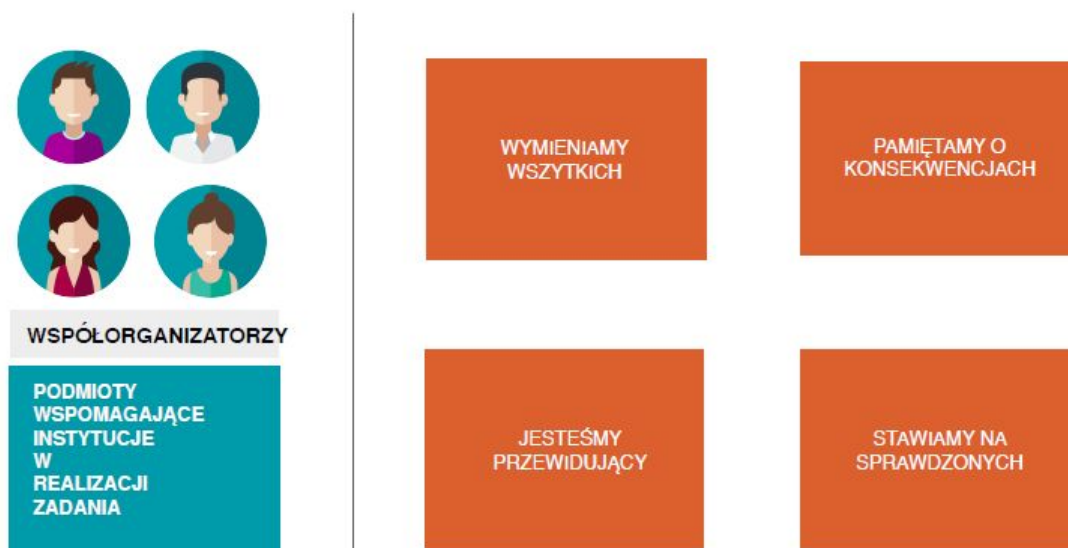 WSPÓŁORGANIZATORZY
PODMIOTY
WSPOMAGAJĄCE
INSTYTUCJE
W
REALIZACJI
ZADANIA
WYMIENIAMY
WSZYTKICH
PAMIĘTAMY O
KONSEKWENCJACH
JESTEŚMY
PRZEWIDUJĄCY
STAWIAMY NA
SPRAWDZONYCH